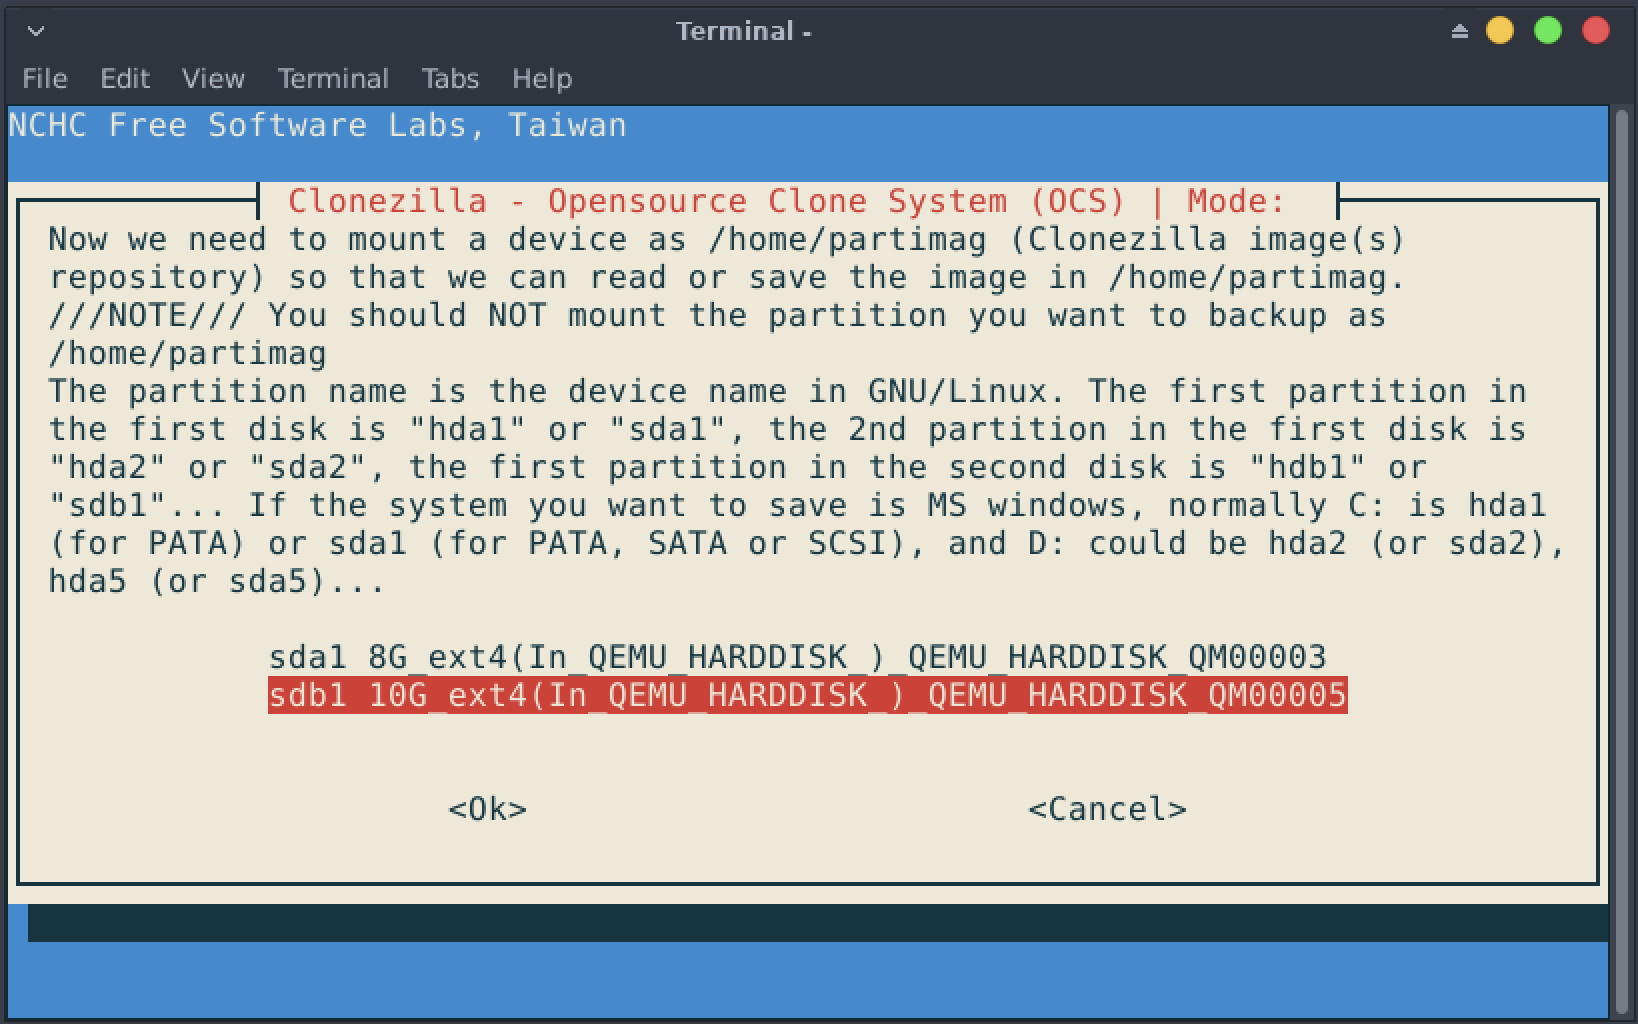 Terminal -
File Edit View Terminal Tabs Help
NCHC Free Software Labs, Taiwan
Clonezilla - Opensource Clone System (OCS) | Mode:
Now we need to mount a device as /home/partimag (Clonezilla image(s)
repository) so that we can read or save the image in /home/partimag.
///NOTE/// You should NOT mount the partition you want to backup as
/home/partimag
The partition name is the device name in GNU/Linux. The first partition in
the first disk is "hda1" or "sda1", the 2nd partition in the first disk is
"hda2" or "sda2", the first partition in the second disk is "hdb1" or
"sdb1"... If the system you want to save is MS windows, normally C: is hda1
(for PATA) or sda1 (for PATA, SATA or SCSI), and D: could be hda2 (or sda2),
hda5 (or sda5)...
sda1 8G_ext4(In_QEMU_HARDDISK_)_QEMU_HARDDISK_QM00003
sdb1 10G_ext4(In_QEMU_HARDDISK_)_QEMU_HARDDISK_QM00005
<Ok> <Cancel>